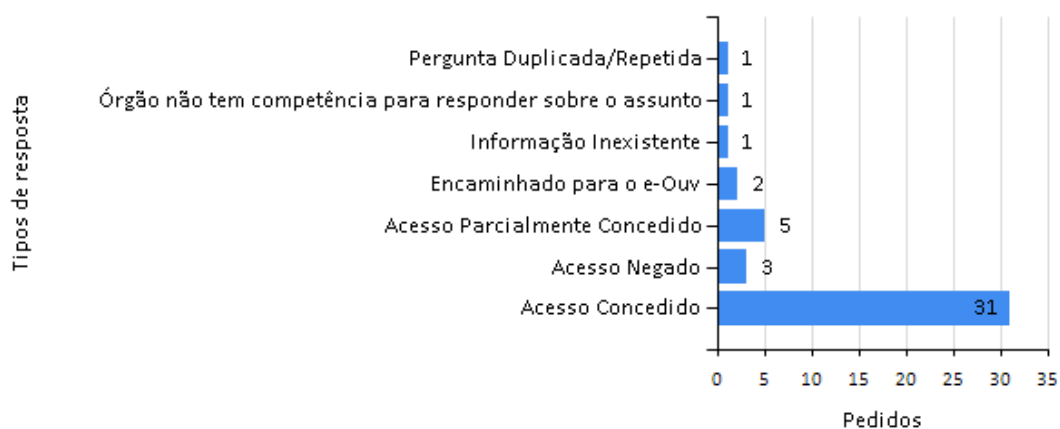 Tipos de resposta
Pergunta Duplicada/Repetida 1
Órgão não tem competência para responder sobre o assunto 1
Informação Inexistente 1
Encaminhado para o e-Ouv 2
Acesso Parcialmente Concedido 5
Acesso Negado 3
Acesso Concedido 31
0 5 10 15 20 25 30 35
Pedidos